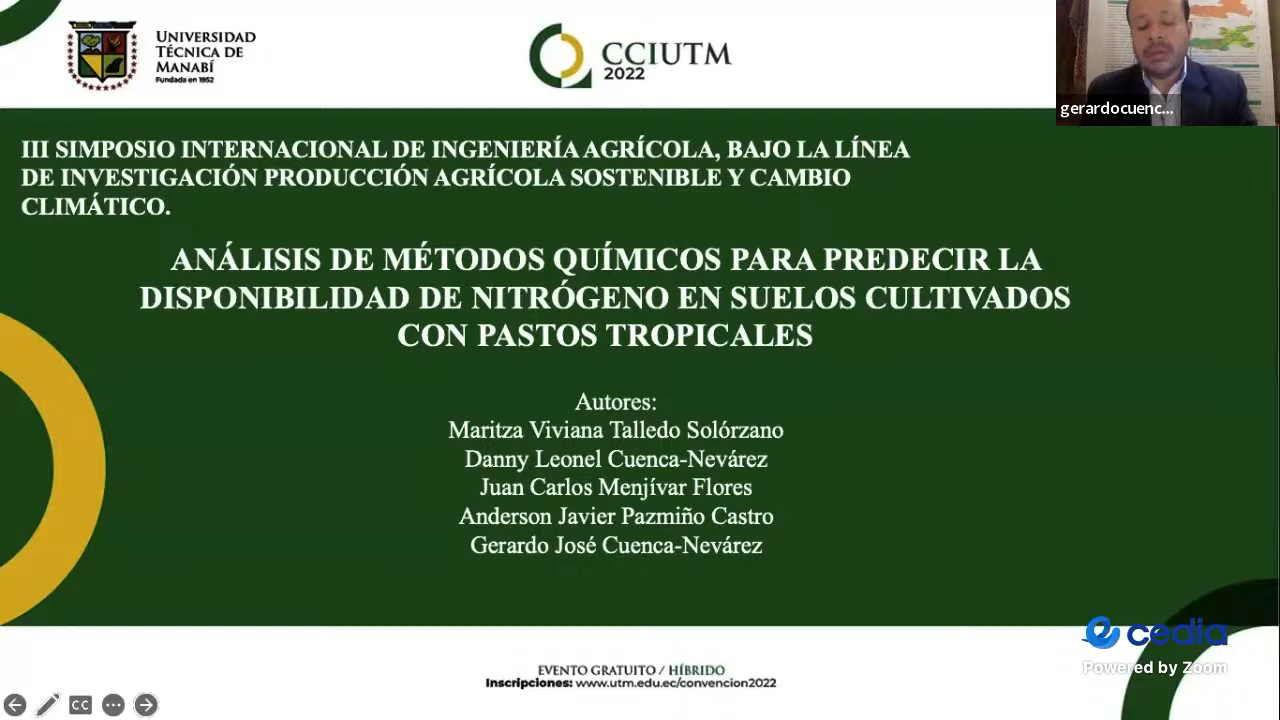 UNIVERSIDAD
TÉCNICA DE
MANABÍ
Fundada en 1952
CCIUTM
2022
gerardocuenc...
III SIMPOSIO INTERNACIONAL DE INGENIERÍA AGRÍCOLA, BAJO LA LÍNEA
DE INVESTIGACIÓN PRODUCCIÓN AGRÍCOLA SOSTENIBLE Y CAMBIO
CLIMÁTICO.
ANÁLISIS DE MÉTODOS QUÍMICOS PARA PREDECIR LA
DISPONIBILIDAD DE NITRÓGENO EN SUELOS CULTIVADOS
CON PASTOS TROPICALES
Autores:
Maritza Viviana Talledo Solórzano
Danny Leonel Cuenca-Nevárez
Juan Carlos Menjívar Flores
Anderson Javier Pazmiño Castro
Gerardo José Cuenca-Nevárez
cedia
Powered by Zoom
EVENTO GRATUITO / HÍBRIDO
Inscripciones: www.utm.edu.ec/convencion2022
CC